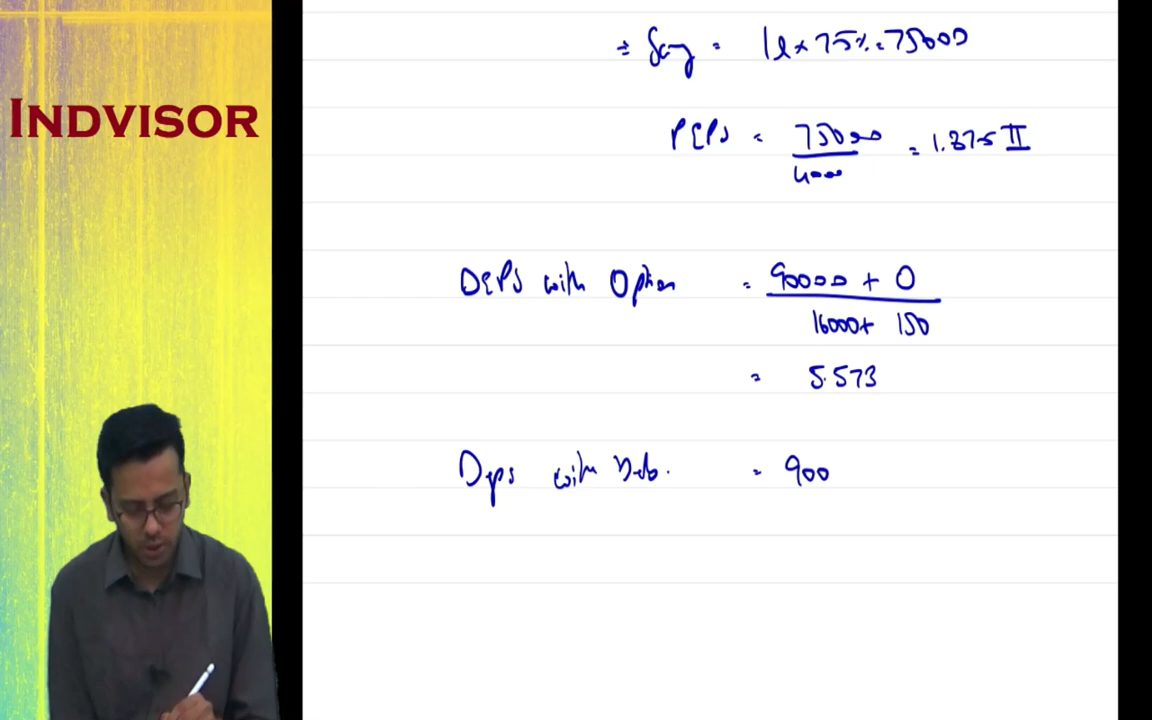 INDVISOR
= Saving = 1l × 75% = 75000
PEPS = 75000
4000
= 1.875 II
DEPS with Option = 90000 + 0
16000 + 150
= 5.573
Deps with Deb. = 900